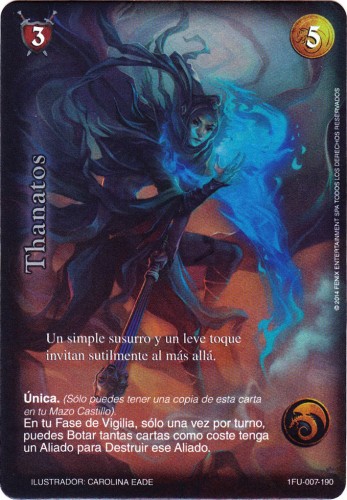 3
5
Thanatos
© 2014 FENIX ENTERTAINMENT SPA TODOS LOS DERECHOS RESERVADOS
Un simple susurro y un leve toque
invitan sutilmente al más allá.
Única. (Sólo puedes tener una copia de esta carta
en tu Mazo Castillo).
En tu Fase de Vigilia, sólo una vez por turno,
puedes Botar tantas cartas como coste tenga
un Aliado para Destruir ese Aliado.
ILUSTRADOR: CAROLINA EADE
1FU-007-190